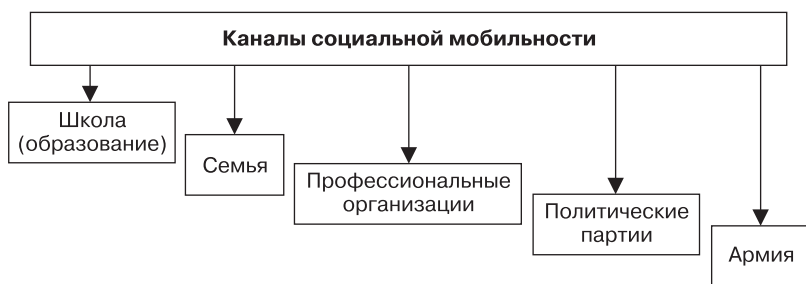 Каналы социальной мобильности
Школа
(образование)
Семья
Профессиональные
организации
Политические
партии
Армия